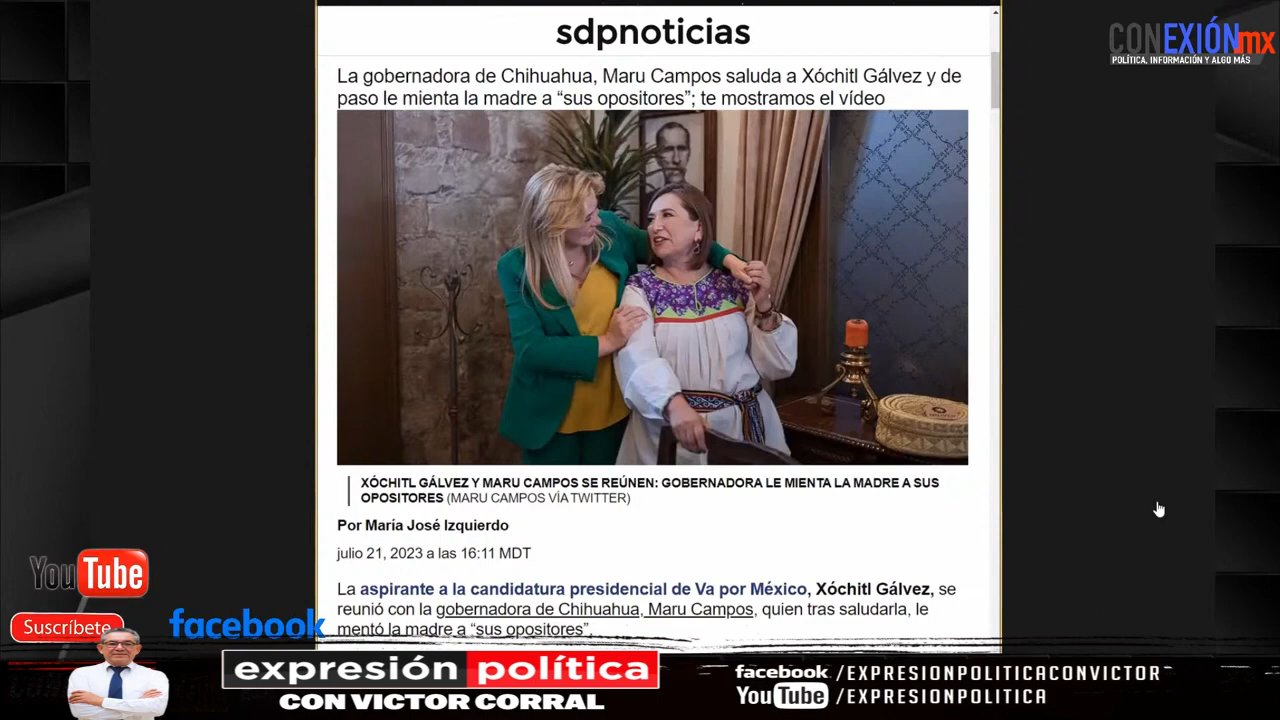 sdpnoticias
CONEXIÓNmx
POLÍTICA, INFORMACIÓN Y ALGO MÁS
La gobernadora de Chihuahua, Maru Campos saluda a Xóchitl Gálvez y de
paso le mienta la madre a “sus opositores”; te mostramos el vídeo
XÓCHITL GÁLVEZ Y MARU CAMPOS SE REÚNEN: GOBERNADORA LE MIENTA LA MADRE A SUS
OPOSITORES (MARU CAMPOS VÍA TWITTER)
Por María José Izquierdo
julio 21, 2023 a las 16:11 MDT
La aspirante a la candidatura presidencial de Va por México, Xóchitl Gálvez, se
reunió con la gobernadora de Chihuahua, Maru Campos, quien tras saludarla, le
mentó la madre a “sus opositores”.
YouTube
Suscríbete
facebook
expresión política
CON VICTOR CORRAL
facebook /EXPRESIONPOLITICACONVICTOR
YouTube /EXPRESIONPOLITICA